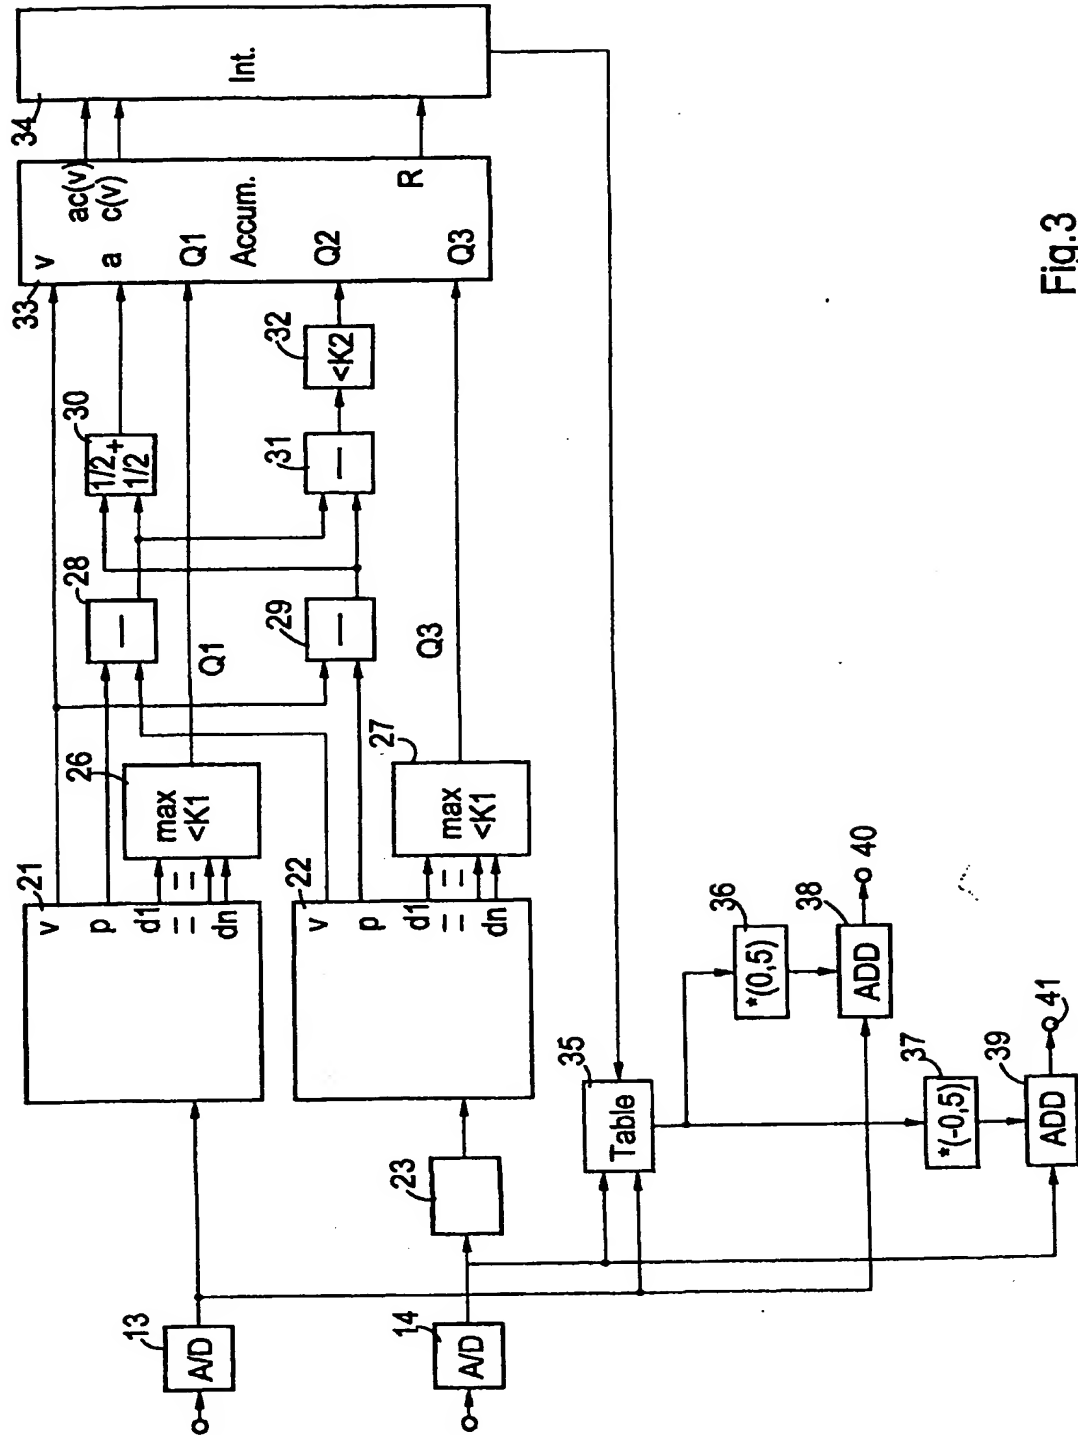 13
A/D
14
A/D
23
21
v
p
d1
dn
22
v
p
d1
dn
26
max
<K1
27
max
<K1
Q1
Q3
28
29
30
1/2+
1/2
31
32
<K2
33
v
a
Q1
Q2
Q3
Accum.
ac(v)
c(v)
R
34
Int.
35
Table
36
*(0,5)
37
*(-0,5)
38
ADD
39
ADD
40
41
Fig.3